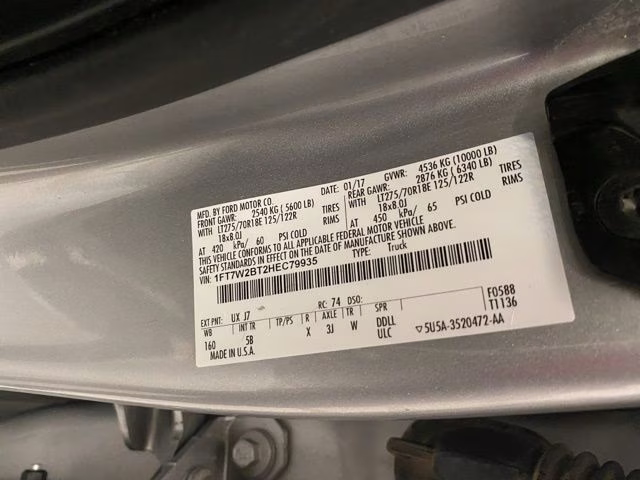 MFD. BY FORD MOTOR CO.
DATE: 01/17 GVWR: 4536 KG (10000 LB)
FRONT GAWR: 2540 KG (5600 LB) REAR GAWR: 2876 KG (6340 LB)
WITH LT275/70R18E 125/122R TIRES WITH LT275/70R18E 125/122R TIRES
18x8.0J RIMS 18x8.0J RIMS
AT 420 kPa/ 60 PSI COLD AT 450 kPa/ 65 PSI COLD
THIS VEHICLE CONFORMS TO ALL APPLICABLE FEDERAL MOTOR VEHICLE
SAFETY STANDARDS IN EFFECT ON THE DATE OF MANUFACTURE SHOWN ABOVE.
VIN: 1FT7W2BT2HEC79935 TYPE: Truck
F0588
T1136
EXT PNT: UX J7 RC: 74 DSO:
WB INT TR TP/PS R AXLE TR SPR
160 5B X 3J W DDLL
ULC
MADE IN U.S.A. ▽5U5A-3520472-AA